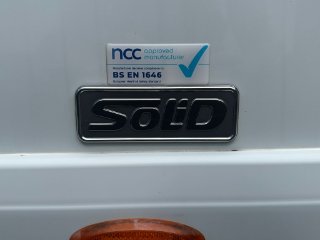 ncc approved
manufacturer
BS EN 1646
SOLiD